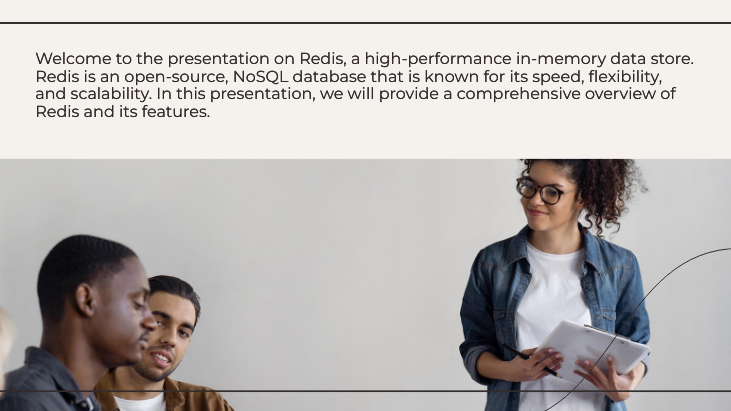 Welcome to the presentation on Redis, a high-performance in-memory data store.
Redis is an open-source, NoSQL database that is known for its speed, flexibility,
and scalability. In this presentation, we will provide a comprehensive overview of
Redis and its features.